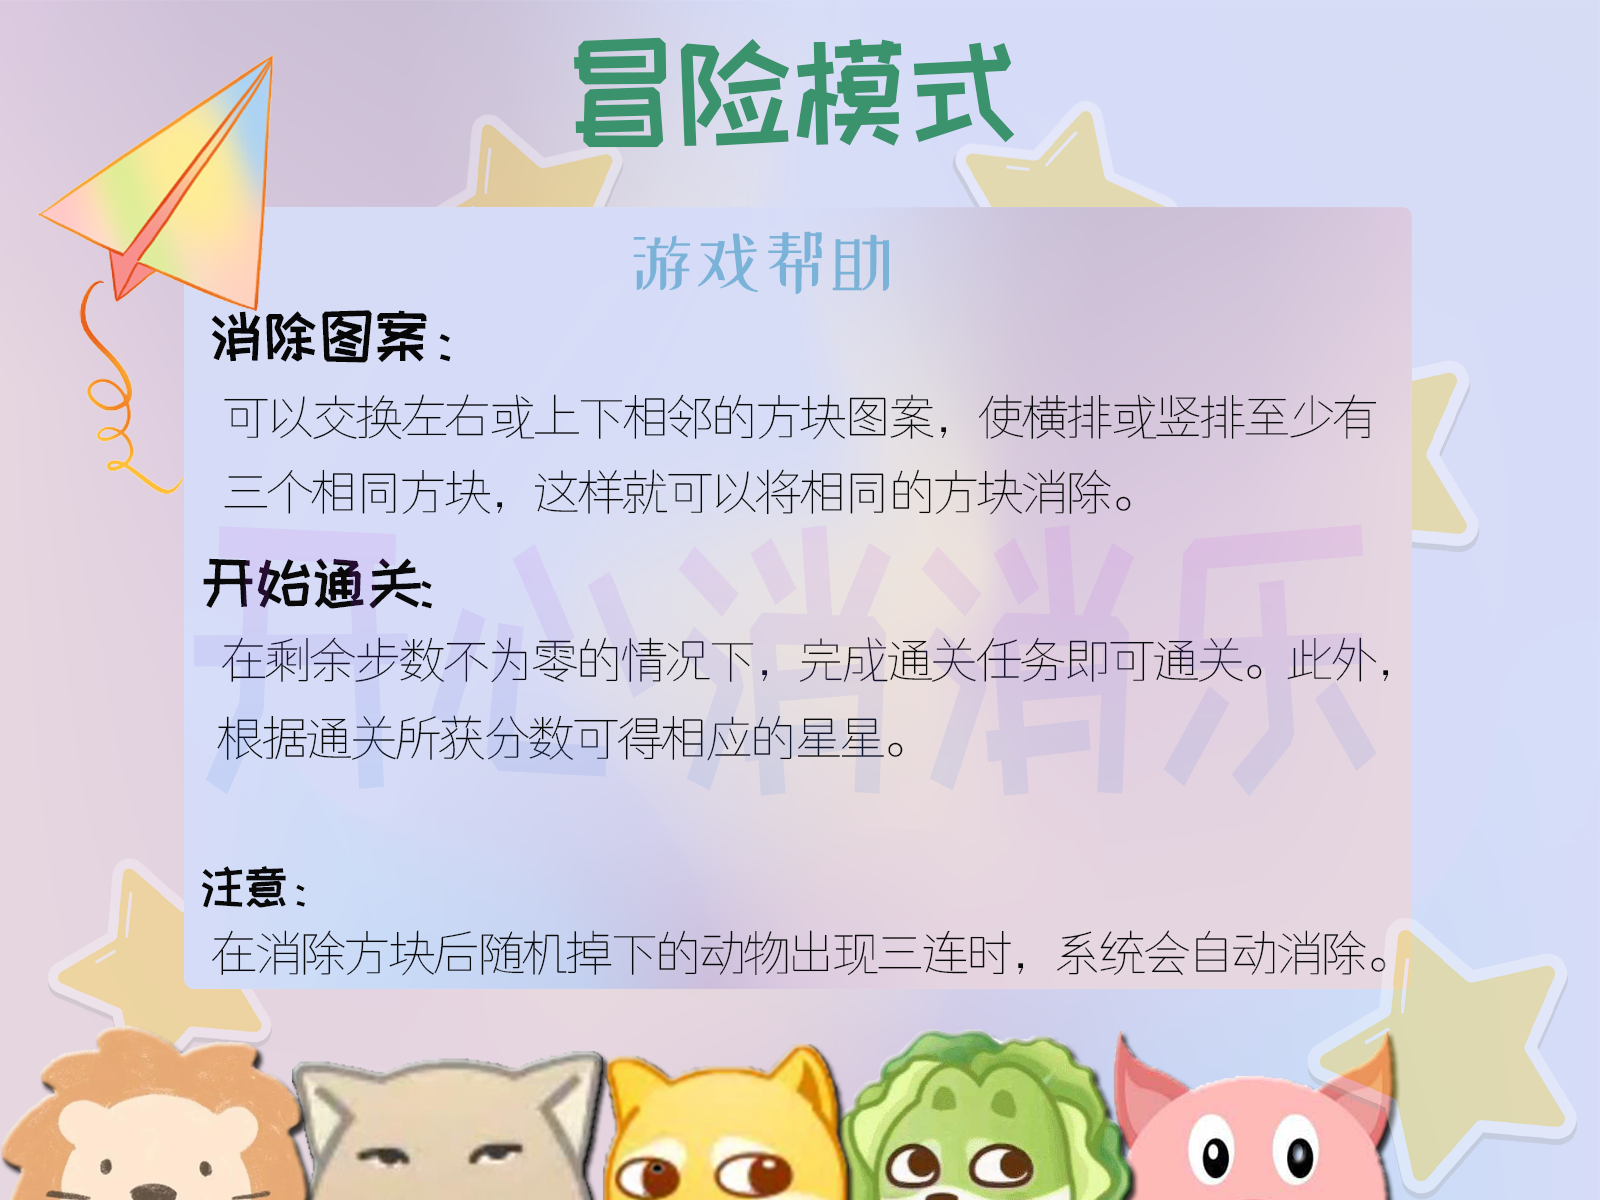 冒险模式
游戏帮助
消除图案：
可以交换左右或上下相邻的方块图案，使横排或竖排至少有
三个相同方块，这样就可以将相同的方块消除。
开心消消乐
开始通关：
在剩余步数不为零的情况下，完成通关任务即可通关。此外，
根据通关所获分数可得相应的星星。
注意：
在消除方块后随机掉下的动物出现三连时，系统会自动消除。